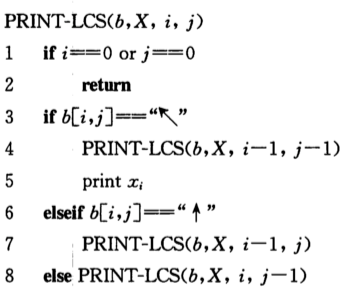 PRINT-LCS(b, X, i, j)
1 if i==0 or j==0
2 return
3 if b[i,j]=="↖"
4 PRINT-LCS(b, X, i−1, j−1)
5 print xᵢ
6 elseif b[i,j]=="↑"
7 PRINT-LCS(b, X, i−1, j)
8 else PRINT-LCS(b, X, i, j−1)